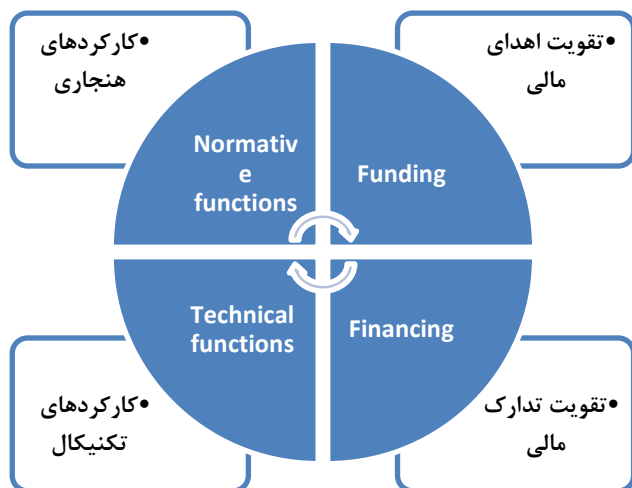 •کارکردهای
هنجاری
•تقویت اهدای
مالی
Normativ
e
functions
Funding
Technical
functions
Financing
•کارکردهای
تکنیکال
•تقویت تدارک
مالی